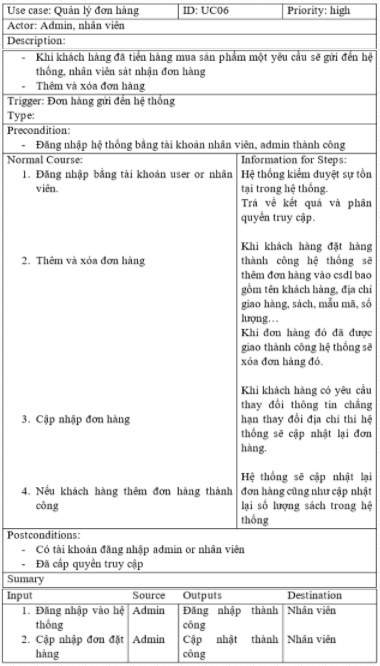 Use case: Quản lý đơn hàng ID: UC06 Priority: high
Actor: Admin, nhân viên
Description:
- Khi khách hàng đã tiến hàng mua sản phẩm một yêu cầu sẽ gửi đến hệ
thống, nhân viên sát nhận đơn hàng
- Thêm và xóa đơn hàng
Trigger: Đơn hàng gửi đến hệ thống
Type:
Precondition:
- Đăng nhập hệ thống bằng tài khoản nhân viên, admin thành công
Normal Course:
1. Đăng nhập bằng tài khoản user or nhân
viên.
2. Thêm và xóa đơn hàng
3. Cập nhập đơn hàng
4. Nếu khách hàng thêm đơn hàng thành
công
Information for Steps:
Hệ thống kiểm duyệt sự tồn
tại trong hệ thống.
Trả về kết quả và phân
quyền truy cập.
Khi khách hàng đặt hàng
thành công hệ thống sẽ
thêm đơn hàng vào csdl bao
gồm tên khách hàng, địa chỉ
giao hàng, sách, mẫu mã, số
lượng…
Khi đơn hàng đó đã được
giao thành công hệ thống sẽ
xóa đơn hàng đó.
Khi khách hàng có yêu cầu
thay đổi thông tin chẳng
hạn thay đổi địa chỉ thì hệ
thống sẽ cập nhật lại đơn
hàng.
Hệ thống sẽ cập nhật lại
đơn hàng cũng như cập nhật
lại số lượng sách trong hệ
thống
Postconditions:
- Có tài khoản đăng nhập admin or nhân viên
- Đã cấp quyền truy cập
Sumary
Input Source Outputs Destination
1. Đăng nhập vào hệ Admin Đăng nhập thành Nhân viên
thống công
2. Cập nhập đơn đặt Admin Cập nhật thành Nhân viên
hàng công